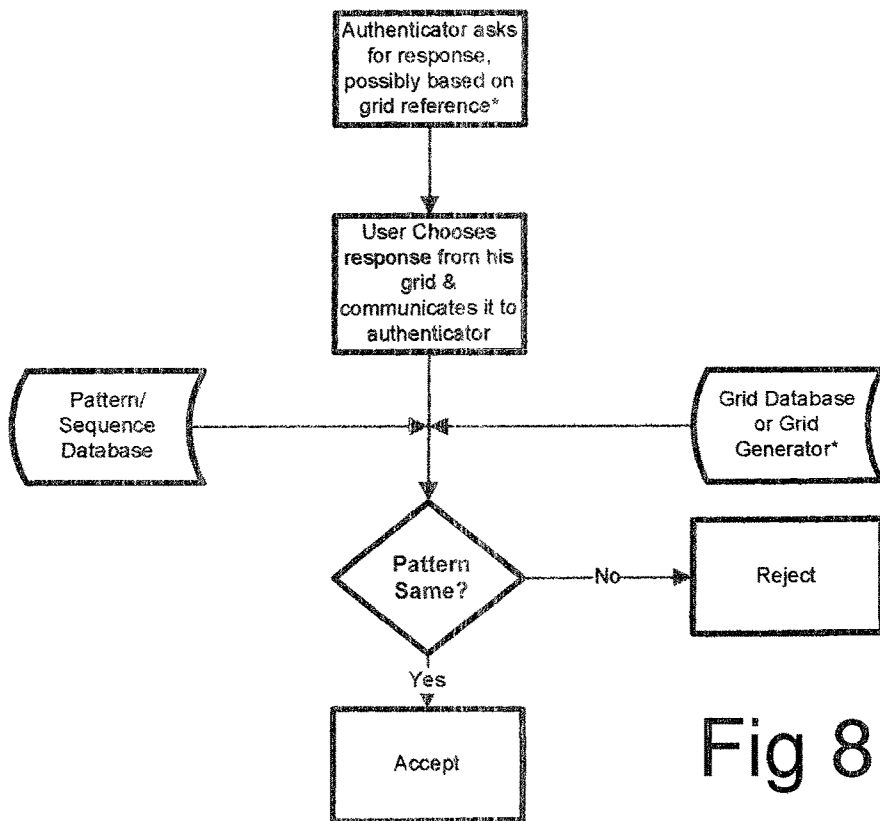 Authenticator asks
for response,
possibly based on
grid reference*
User Chooses
response from his
grid &
communicates it to
authenticator
Pattern/
Sequence
Database
Grid Database
or Grid
Generator*
Pattern
Same?
No
Reject
Yes
Accept
Fig 8